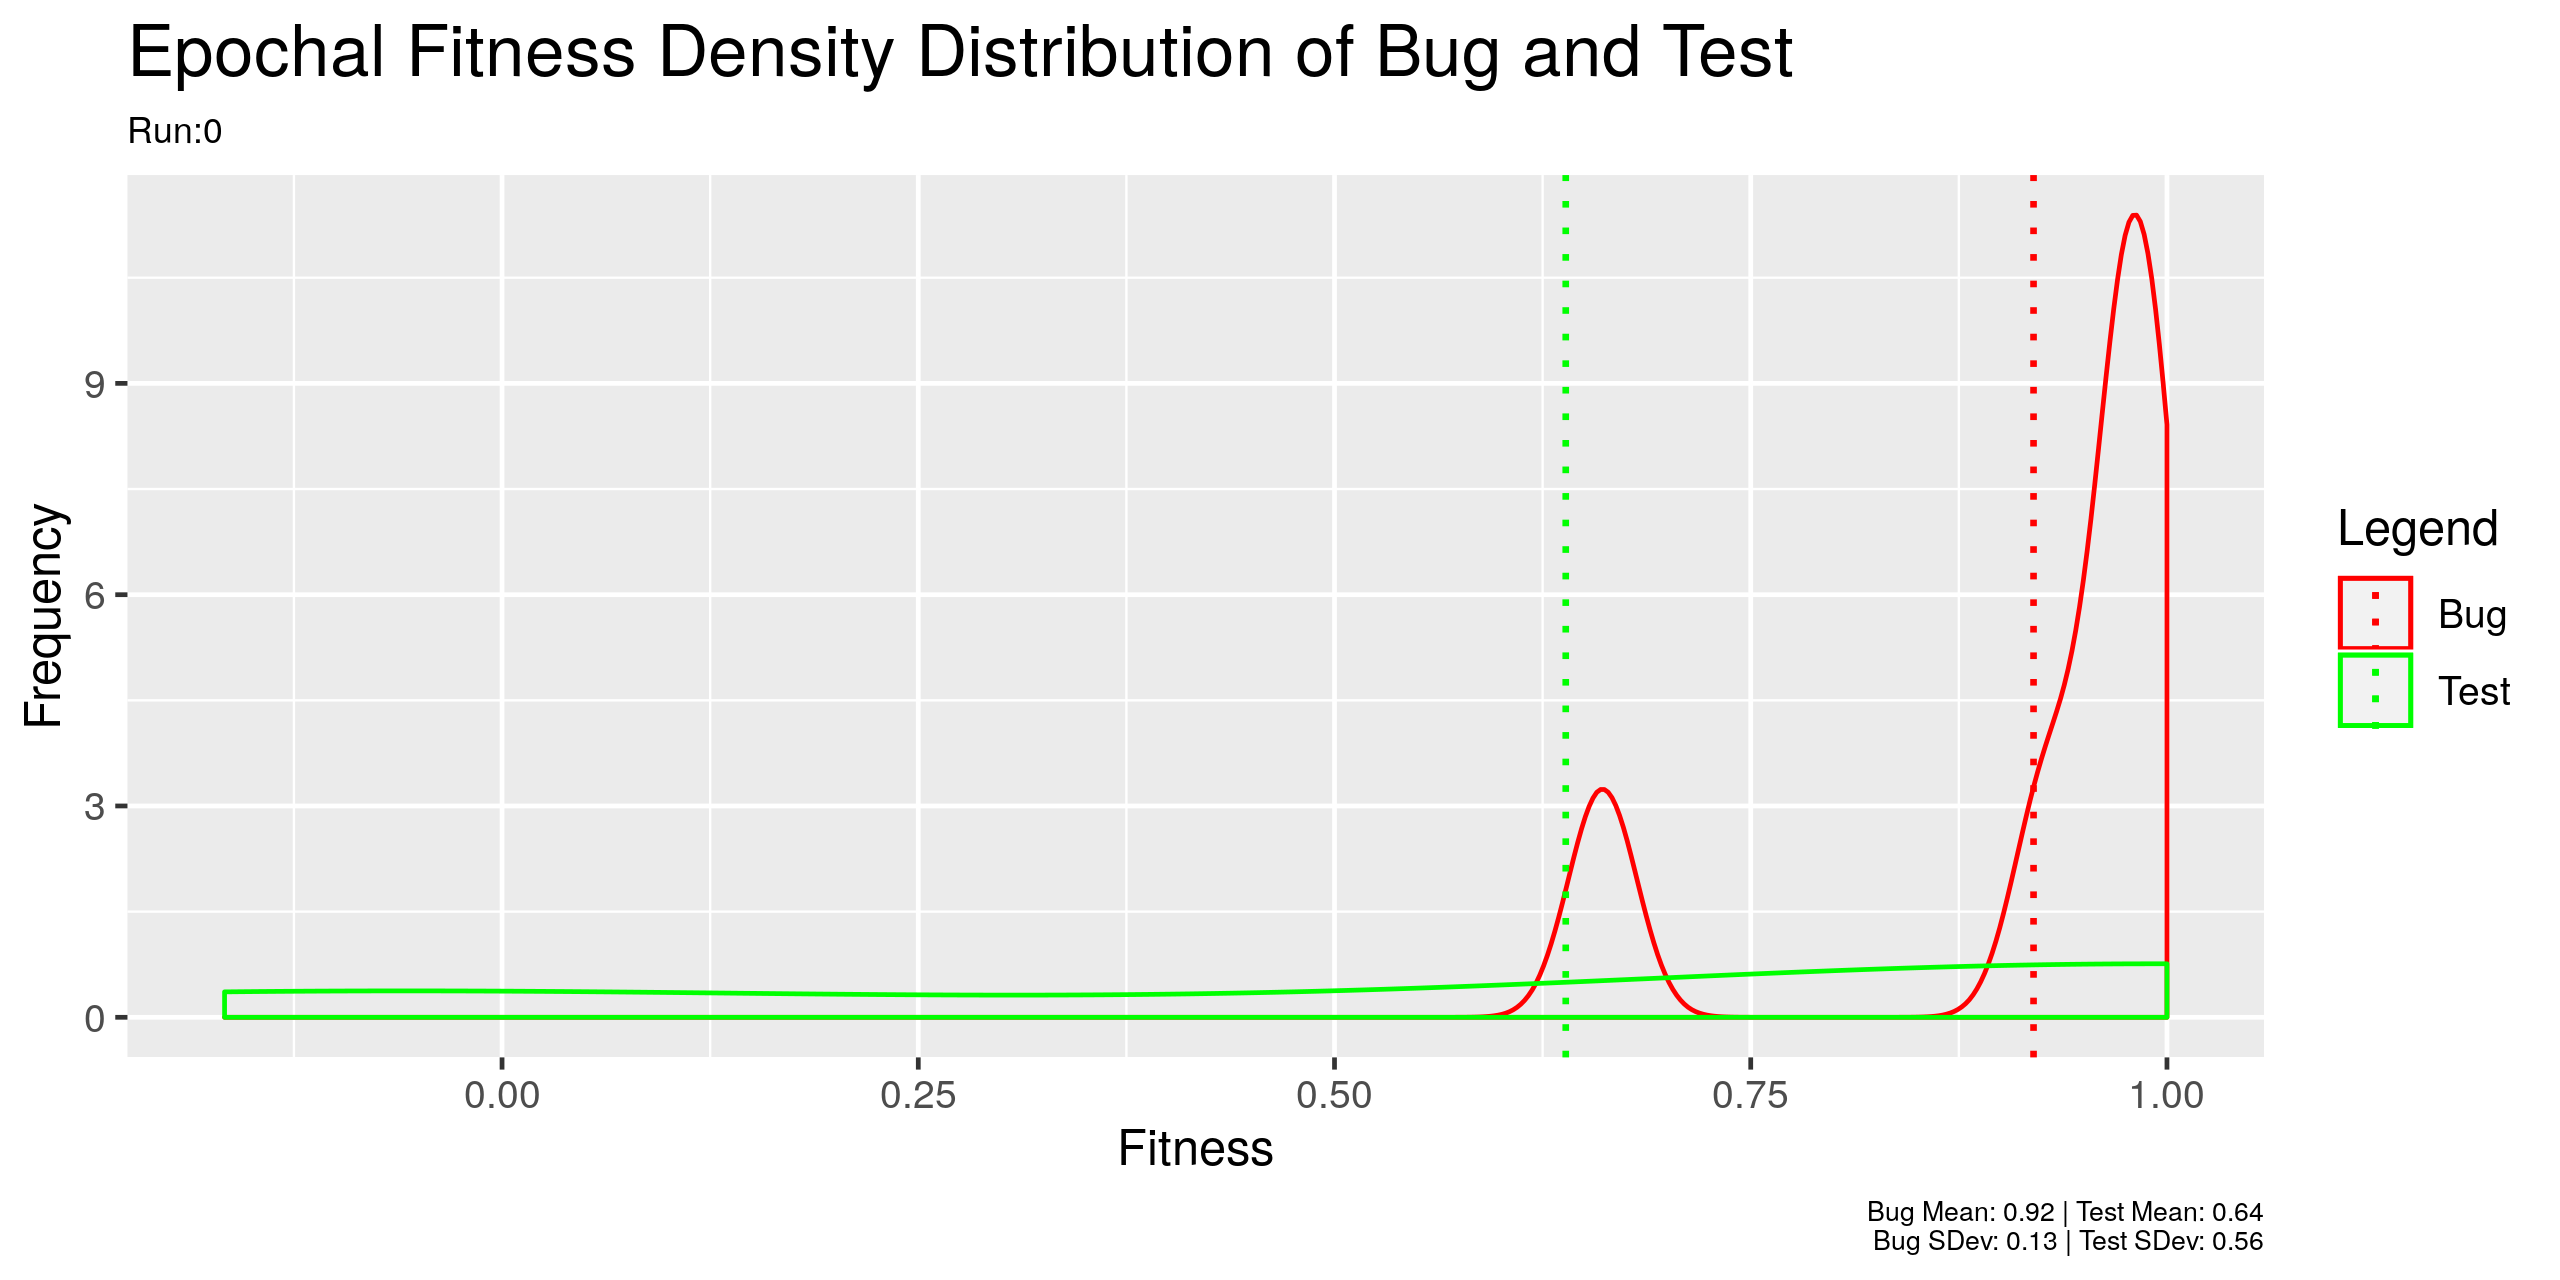 Epochal Fitness Density Distribution of Bug and Test
Run:0
Frequency
9
6
3
0
0.00 0.25 0.50 0.75 1.00
Fitness
Legend
Bug
Test
Bug Mean: 0.92 | Test Mean: 0.64
Bug SDev: 0.13 | Test SDev: 0.56